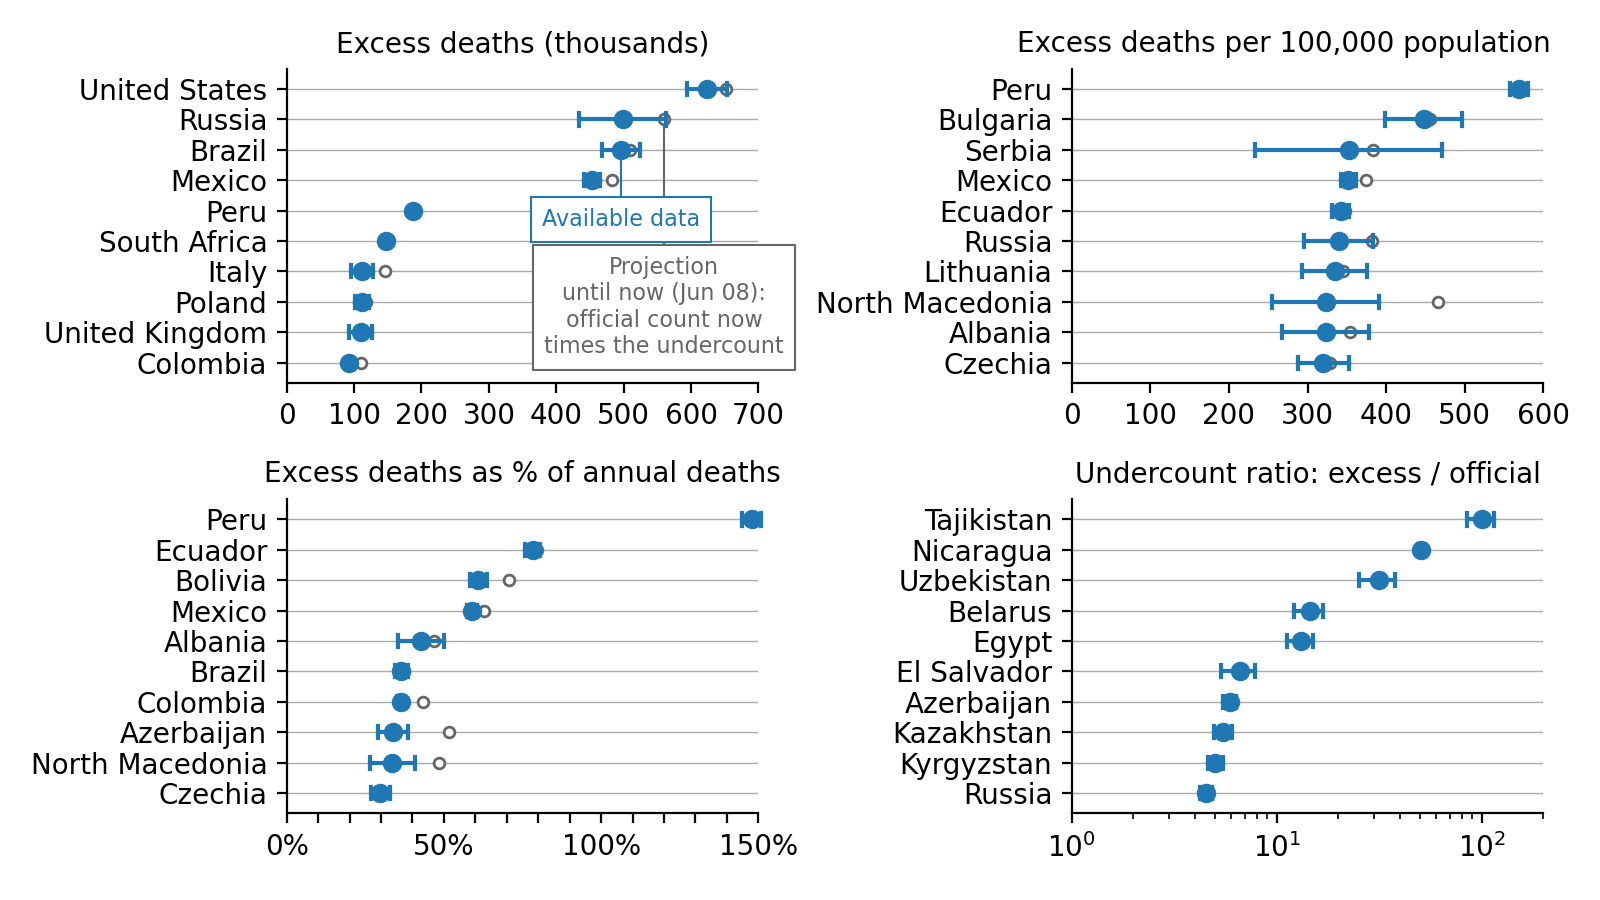 Excess deaths (thousands)
United States
Russia
Brazil
Mexico
Peru
South Africa
Italy
Poland
United Kingdom
Colombia
Available data
Projection
until now (Jun 08):
official count now
times the undercount
0 100 200 300 400 500 600 700
Excess deaths per 100,000 population
Peru
Bulgaria
Serbia
Mexico
Ecuador
Russia
Lithuania
North Macedonia
Albania
Czechia
0 100 200 300 400 500 600
Excess deaths as % of annual deaths
Peru
Ecuador
Bolivia
Mexico
Albania
Brazil
Colombia
Azerbaijan
North Macedonia
Czechia
0% 50% 100% 150%
Undercount ratio: excess / official
Tajikistan
Nicaragua
Uzbekistan
Belarus
Egypt
El Salvador
Azerbaijan
Kazakhstan
Kyrgyzstan
Russia
10⁰ 10¹ 10²